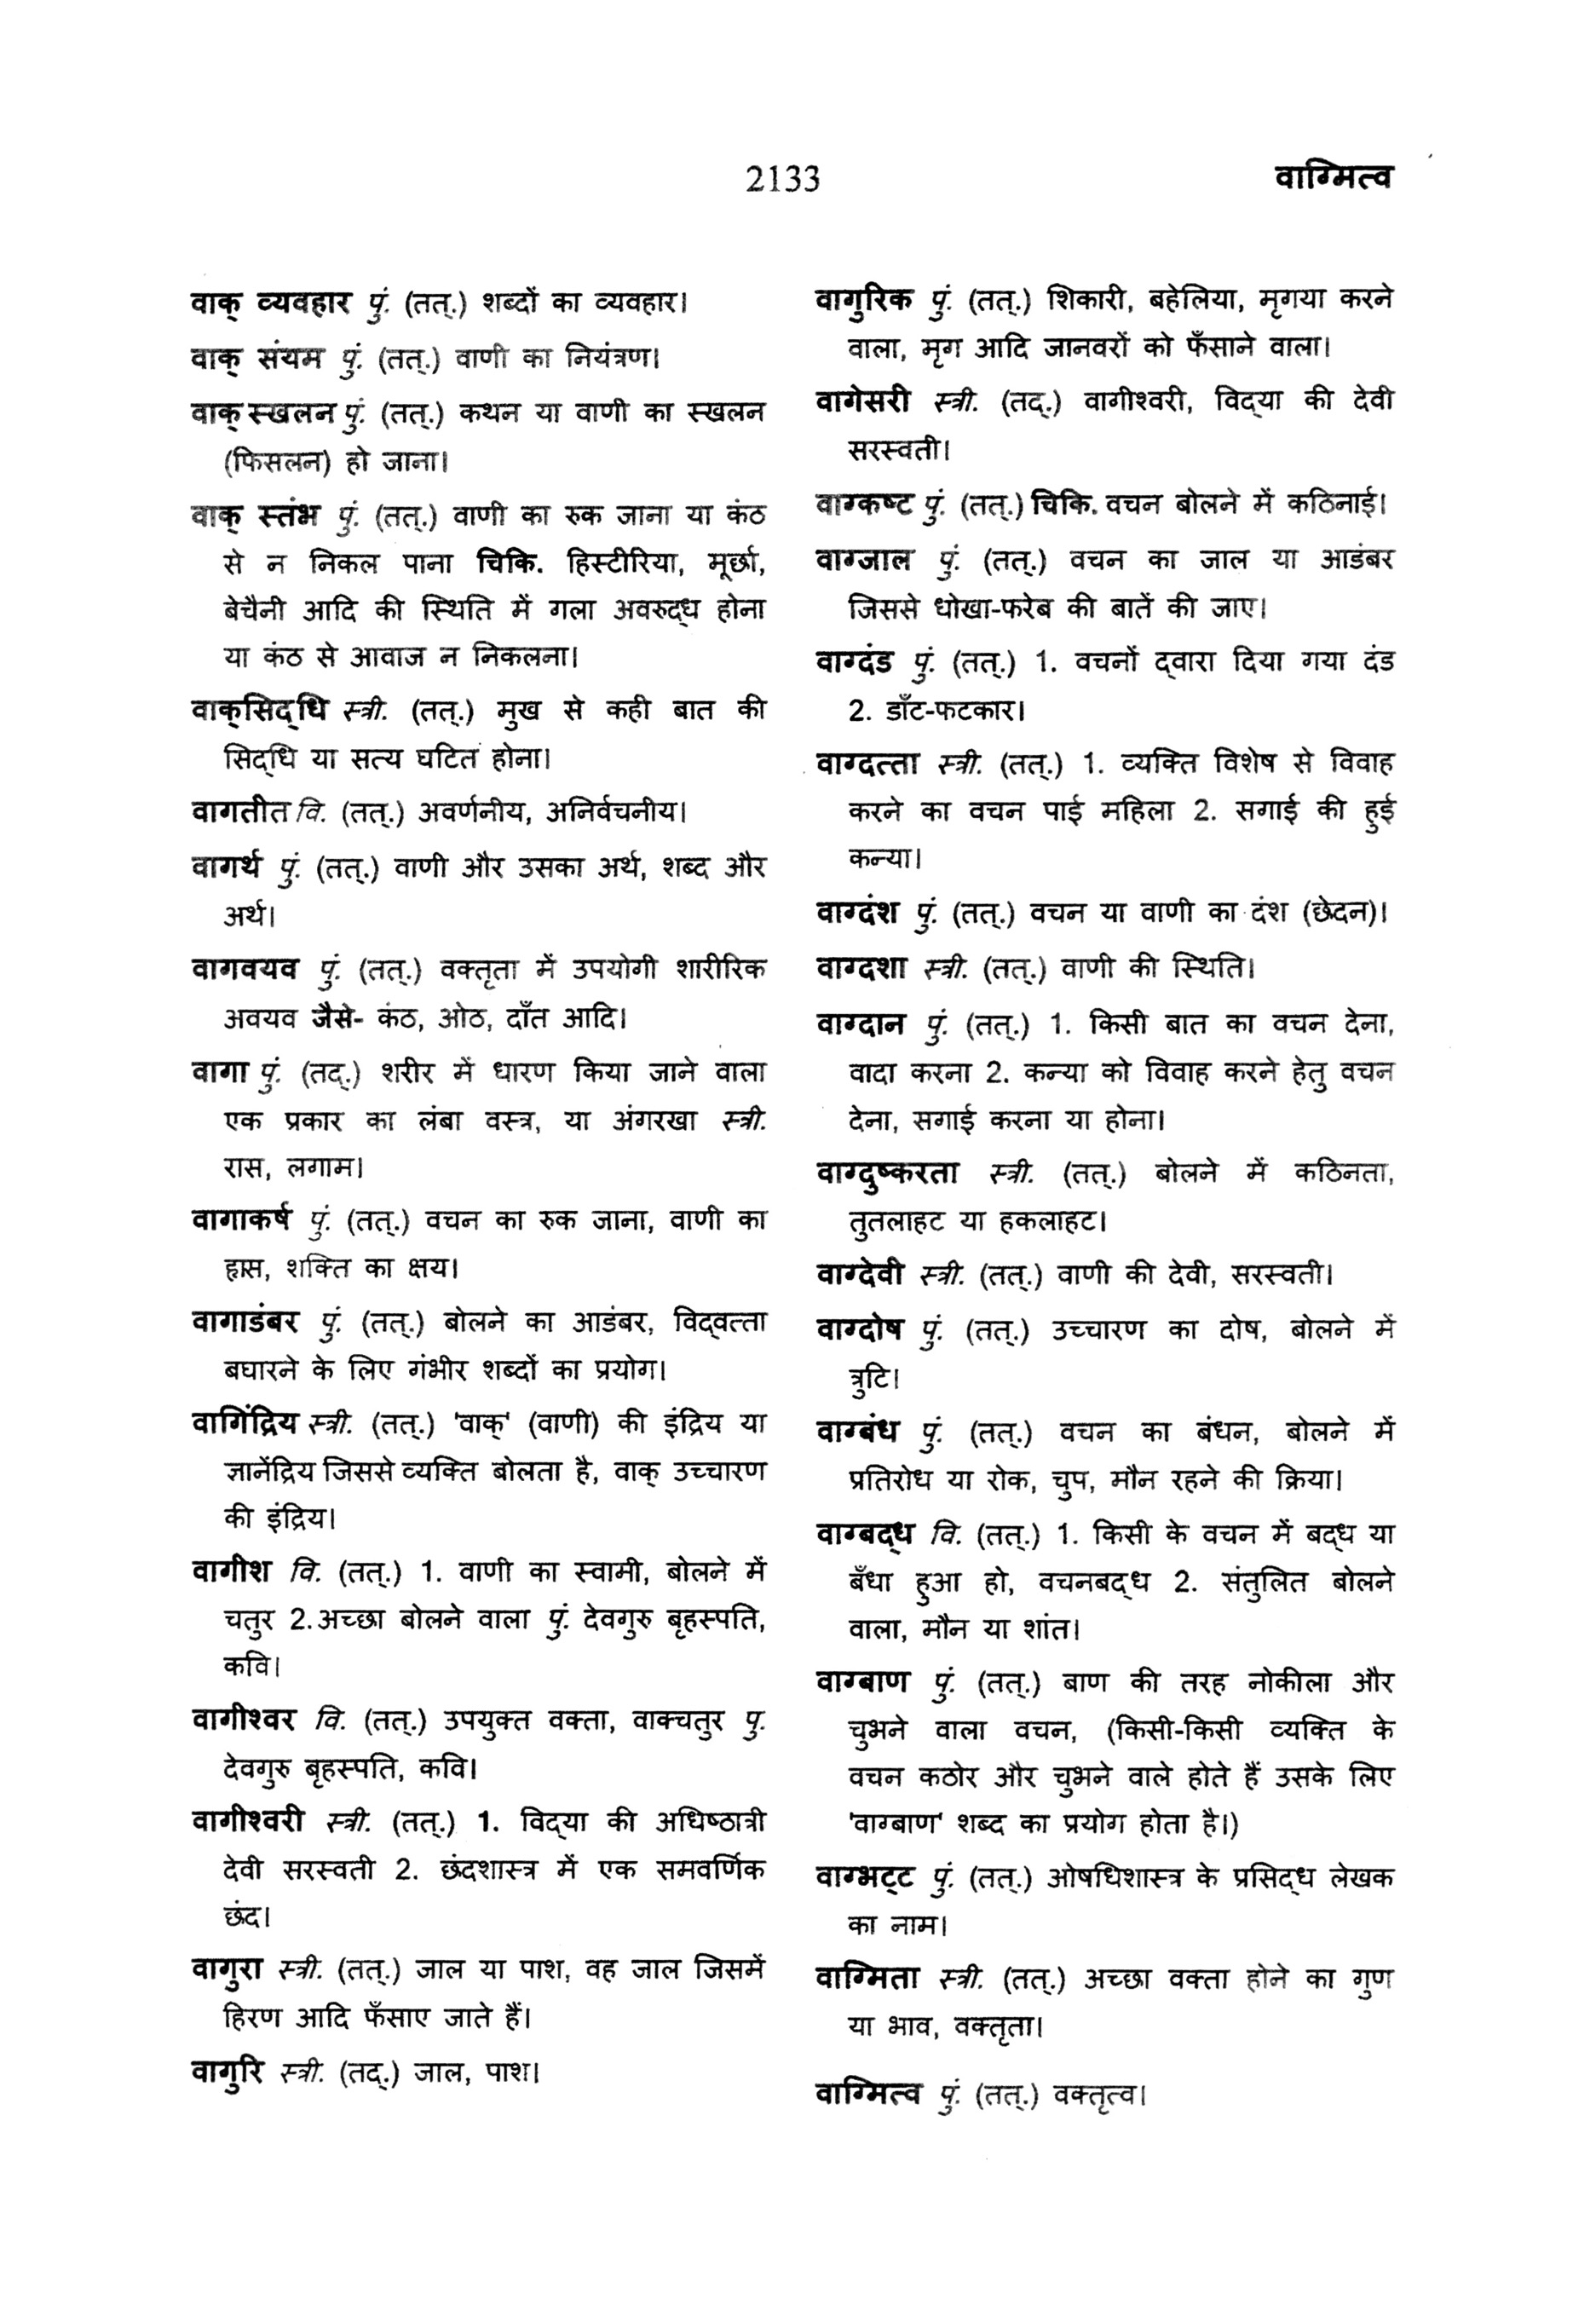 2133
वाग्मित्व
वाक् व्यवहार पुं. (तत्.) शब्दों का व्यवहार।
वाक् संयम पुं. (तत्.) वाणी का नियंत्रण।
वाक् स्खलन पुं. (तत्.) कथन या वाणी का स्खलन
(फिसलन) हो जाना।
वाक् स्तंभ पुं. (तत्.) वाणी का रुक जाना या कंठ
से न निकल पाना चिकि. हिस्टीरिया, मूर्छा,
बेचैनी आदि की स्थिति में गला अवरुद्ध होना
या कंठ से आवाज न निकलना।
वाक्सिद्धि स्त्री. (तत्.) मुख से कही बात की
सिद्धि या सत्य घटित होना।
वागतीत वि. (तत्.) अवर्णनीय, अनिर्वचनीय।
वागर्थ पुं. (तत्.) वाणी और उसका अर्थ, शब्द और
अर्थ।
वागवयव पुं. (तत्.) वक्तृता में उपयोगी शारीरिक
अवयव जैसे- कंठ, ओठ, दाँत आदि।
वागा पुं. (तद्.) शरीर में धारण किया जाने वाला
एक प्रकार का लंबा वस्त्र, या अंगरखा स्त्री.
रास, लगाम।
वागाकर्ष पुं. (तत्.) वचन का रुक जाना, वाणी का
ह्रास, शक्ति का क्षय।
वागाडंबर पुं. (तत्.) बोलने का आडंबर, विद्वत्ता
बघारने के लिए गंभीर शब्दों का प्रयोग।
वागिंद्रिय स्त्री. (तत्.) 'वाक्' (वाणी) की इंद्रिय या
ज्ञानेंद्रिय जिससे व्यक्ति बोलता है, वाक् उच्चारण
की इंद्रिय।
वागीश वि. (तत्.) 1. वाणी का स्वामी, बोलने में
चतुर 2. अच्छा बोलने वाला पुं. देवगुरु बृहस्पति,
कवि।
वागीश्वर वि. (तत्.) उपयुक्त वक्ता, वाक्चतुर पु.
देवगुरु बृहस्पति, कवि।
वागीश्वरी स्त्री. (तत्.) 1. विद्या की अधिष्ठात्री
देवी सरस्वती 2. छंदशास्त्र में एक समवर्णिक
छंद।
वागुरा स्त्री. (तत्.) जाल या पाश, वह जाल जिसमें
हिरण आदि फँसाए जाते हैं।
वागुरि स्त्री. (तद्.) जाल, पाश।
वागुरिक पुं. (तत्.) शिकारी, बहेलिया, मृगया करने
वाला, मृग आदि जानवरों को फँसाने वाला।
वागेसरी स्त्री. (तद्.) वागीश्वरी, विद्या की देवी
सरस्वती।
वाग्कष्ट पुं. (तत्.) चिकि. वचन बोलने में कठिनाई।
वाग्जाल पुं. (तत्.) वचन का जाल या आडंबर
जिससे धोखा-फरेब की बातें की जाए।
वाग्दंड पुं. (तत्.) 1. वचनों द्वारा दिया गया दंड
2. डाँट-फटकार।
वाग्दत्ता स्त्री. (तत्.) 1. व्यक्ति विशेष से विवाह
करने का वचन पाई महिला 2. सगाई की हुई
कन्या।
वाग्दंश पुं. (तत्.) वचन या वाणी का दंश (छेदन)।
वाग्दशा स्त्री. (तत्.) वाणी की स्थिति।
वाग्दान पुं. (तत्.) 1. किसी बात का वचन देना,
वादा करना 2. कन्या को विवाह करने हेतु वचन
देना, सगाई करना या होना।
वाग्दुष्करता स्त्री. (तत्.) बोलने में कठिनता,
तुतलाहट या हकलाहट।
वाग्देवी स्त्री. (तत्.) वाणी की देवी, सरस्वती।
वाग्दोष पुं. (तत्.) उच्चारण का दोष, बोलने में
त्रुटि।
वाग्बंध पुं. (तत्.) वचन का बंधन, बोलने में
प्रतिरोध या रोक, चुप, मौन रहने की क्रिया।
वाग्बद्ध वि. (तत्.) 1. किसी के वचन में बद्ध या
बँधा हुआ हो, वचनबद्ध 2. संतुलित बोलने
वाला, मौन या शांत।
वाग्बाण पुं. (तत्.) बाण की तरह नोकीला और
चुभने वाला वचन, (किसी-किसी व्यक्ति के
वचन कठोर और चुभने वाले होते हैं उसके लिए
'वाग्बाण' शब्द का प्रयोग होता है।)
वाग्भट्ट पुं. (तत्.) ओषधिशास्त्र के प्रसिद्ध लेखक
का नाम।
वाग्मिता स्त्री. (तत्.) अच्छा वक्ता होने का गुण
या भाव, वक्तृता।
वाग्मित्व पुं. (तत्.) वक्तृत्व।